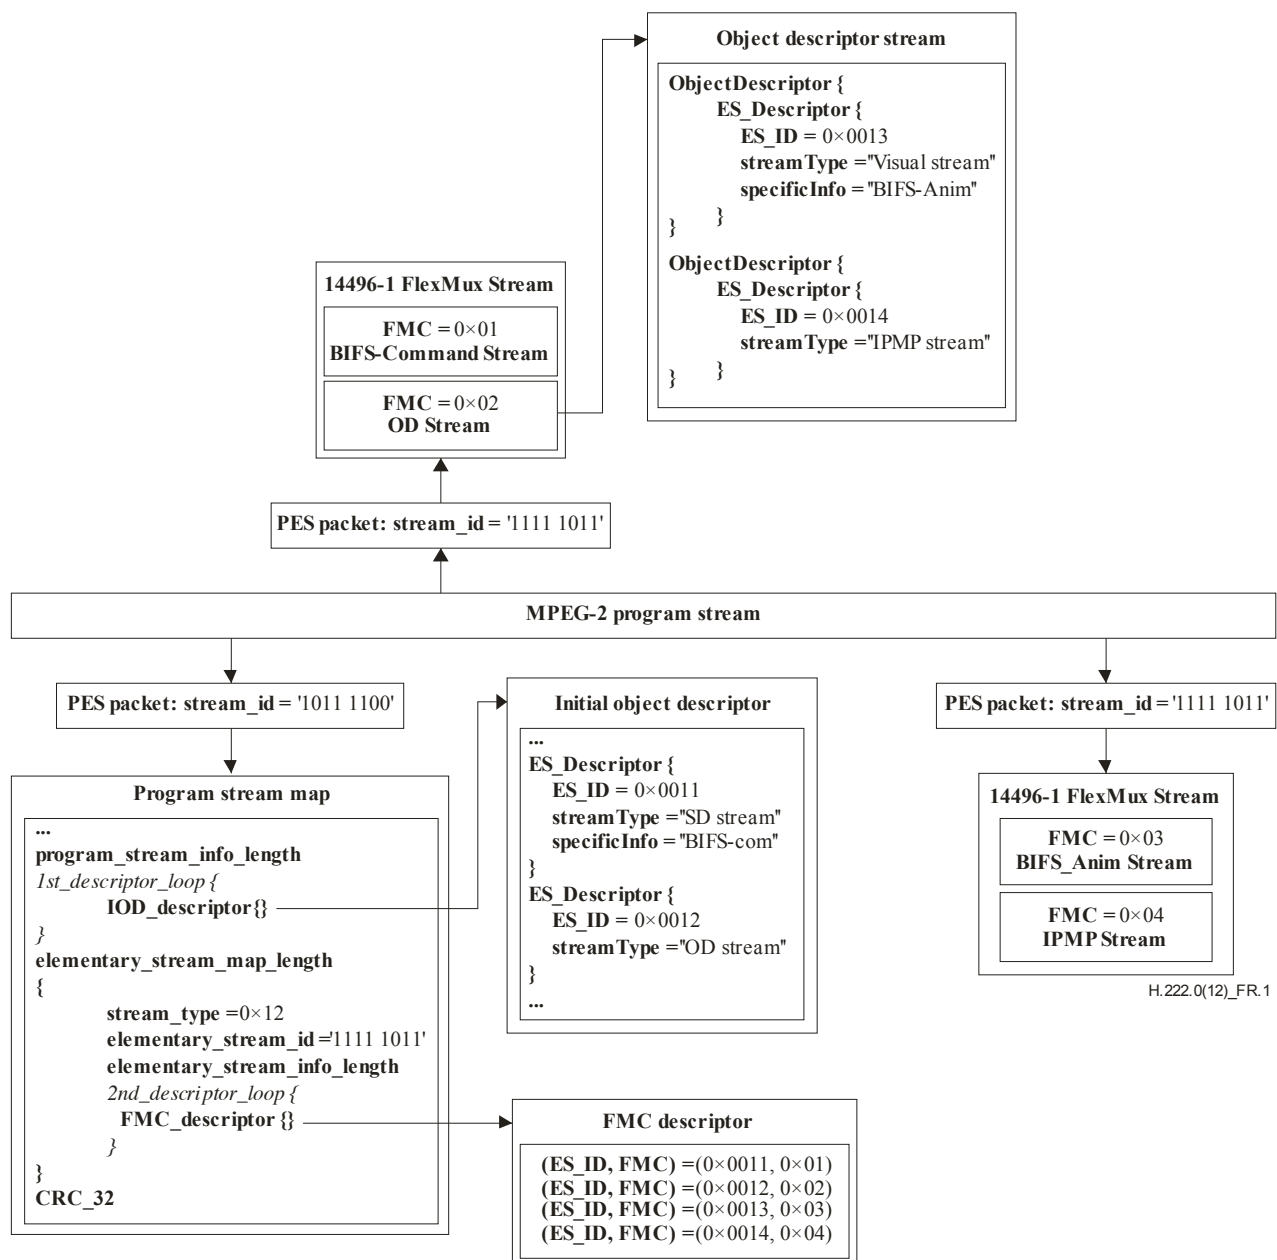 Object descriptor stream
ObjectDescriptor {
ES_Descriptor {
ES_ID = 0×0013
streamType ="Visual stream"
specificInfo = "BIFS-Anim"
}
}
ObjectDescriptor {
ES_Descriptor {
ES_ID = 0×0014
streamType ="IPMP stream"
}
}
14496-1 FlexMux Stream
FMC = 0×01
BIFS-Command Stream
FMC = 0×02
OD Stream
PES packet: stream_id = '1111 1011'
MPEG-2 program stream
PES packet: stream_id = '1011 1100'
Program stream map
...
program_stream_info_length
1st_descriptor_loop {
IOD_descriptor{}
}
elementary_stream_map_length
{
stream_type =0×12
elementary_stream_id ='1111 1011'
elementary_stream_info_length
2nd_descriptor_loop {
FMC_descriptor {}
}
}
CRC_32
Initial object descriptor
...
ES_Descriptor {
ES_ID = 0×0011
streamType ="SD stream"
specificInfo = "BIFS-com"
}
ES_Descriptor {
ES_ID = 0×0012
streamType ="OD stream"
}
...
FMC descriptor
(ES_ID, FMC) =(0×0011, 0×01)
(ES_ID, FMC) =(0×0012, 0×02)
(ES_ID, FMC) =(0×0013, 0×03)
(ES_ID, FMC) =(0×0014, 0×04)
PES packet: stream_id = '1111 1011'
14496-1 FlexMux Stream
FMC = 0×03
BIFS_Anim Stream
FMC = 0×04
IPMP Stream
H.222.0(12)_FR.1